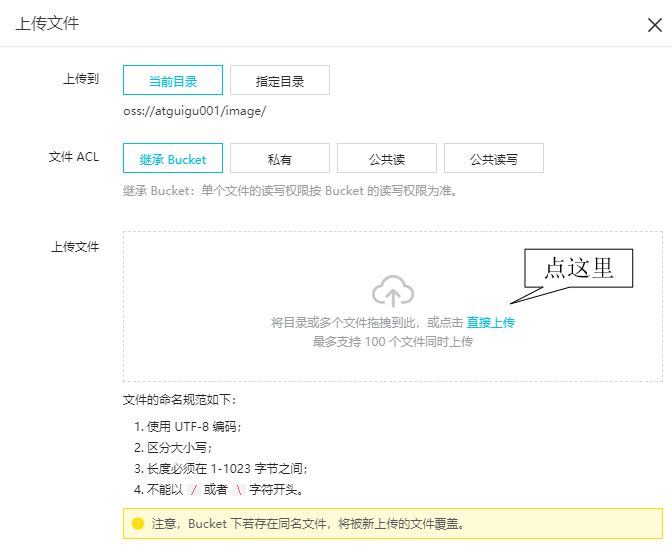 上传文件
上传到 当前目录 指定目录
oss://atguigu001/image/
文件 ACL 继承 Bucket 私有 公共读 公共读写
继承 Bucket：单个文件的读写权限按 Bucket 的读写权限为准。
上传文件
点这里
将目录或多个文件拖拽到此，或点击 直接上传
最多支持 100 个文件同时上传
文件的命名规范如下：
1. 使用 UTF-8 编码；
2. 区分大小写；
3. 长度必须在 1-1023 字节之间；
4. 不能以 / 或者 \ 字符开头。
注意，Bucket 下若存在同名文件，将被新上传的文件覆盖。